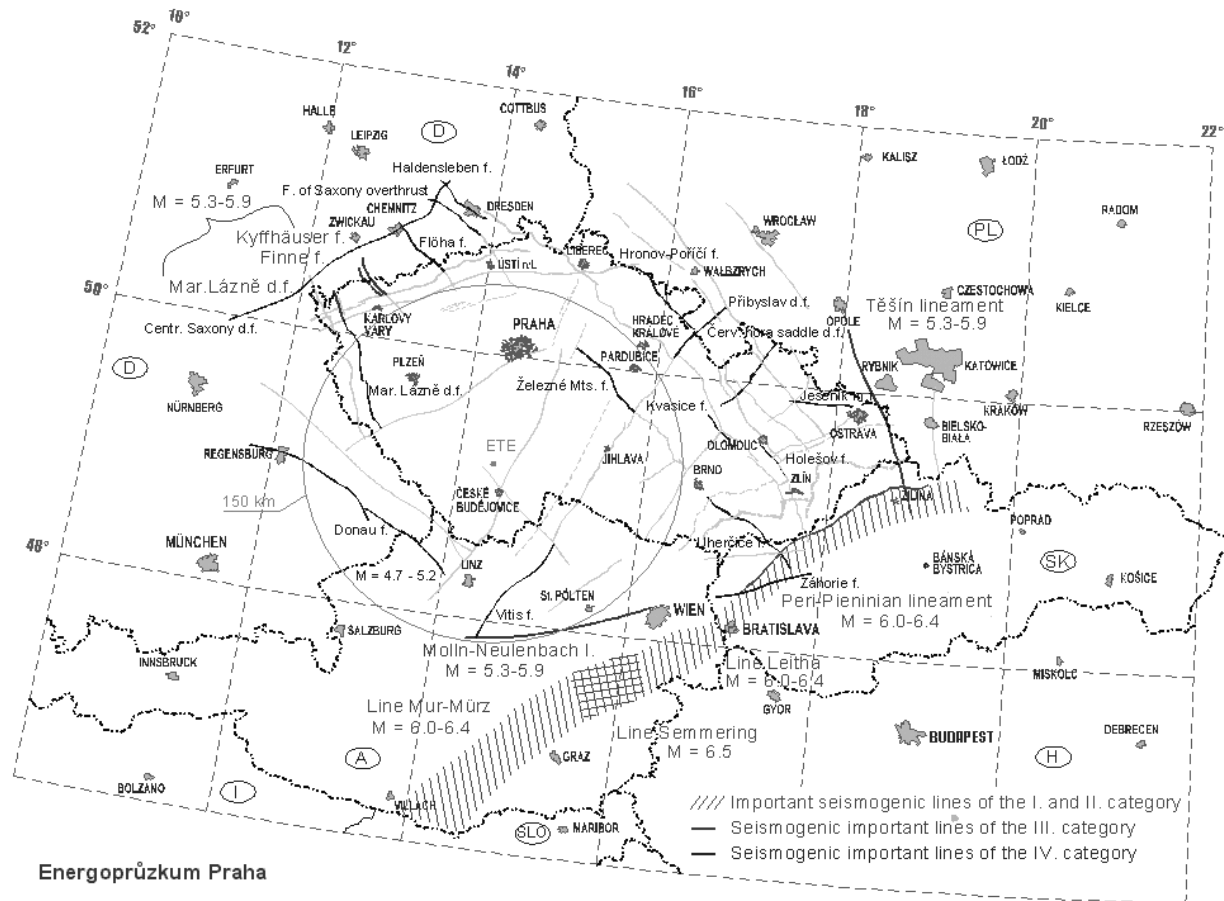 52°
10°
12°
14°
16°
18°
20°
22°
HALLE
LEIPZIG
COTTBUS
D
KALISZ
ŁODŹ
ERFURT
M = 5.3-5.9
Haldensleben f.
F. of Saxony overthrust
CHEMNITZ
DRESDEN
ZWICKAU
Kyffhäuser f.
Finne f.
Flöha f.
WROCŁAW
RADOM
PL
ÚSTÍ n.L
LIBEREC
Hronov-Poříčí f.
WAŁBZRYCH
Mar.Lázně d.f.
50°
Přibyslav d.f.
CZESTOCHOWA
KIELCE
Těšín lineament
M = 5.3-5.9
OPOLE
Centr. Saxony d.f.
KARLOVY
VARY
PRAHA
HRADEC
KRÁLOVÉ
Červ. hora saddle d.f.
PARDUBICE
RYBNIK
KATOWICE
D
PLZEŇ
Mar. Lázně d.f.
Železné Mts. f.
Kvasice f.
KRAKÓW
RZESZÓW
NÜRNBERG
OSTRAVA
BIELSKO-
BIAŁA
ETE
OLOMOUC
REGENSBURG
JIHLAVA
Holešov f.
BRNO
ZLÍN
150 km
ČESKÉ
BUDĚJOVICE
ŽILINA
POPRAD
Donau f.
Uherčice f.
MÜNCHEN
48°
BÁNSKÁ
BYSTRICA
SK
KOŠICE
LINZ
M = 4.7 - 5.2
Záhorie f.
St. PÖLTEN
WIEN
Peri-Pieninian lineament
M = 6.0-6.4
Vitis f.
SALZBURG
BRATISLAVA
Molln-Neulenbach l.
M = 5.3-5.9
Line Leitha
M = 6.0-6.4
MISKOLC
INNSBRUCK
GYOR
Line Mur-Mürz
M = 6.0-6.4
Line Semmering
M = 6.5
BUDAPEST
DEBRECEN
A
GRAZ
H
BOLZANO
I
VILLACH
SLO
MARIBOR
Important seismogenic lines of the I. and II. category
Seismogenic important lines of the III. category
Seismogenic important lines of the IV. category
Energoprůzkum Praha